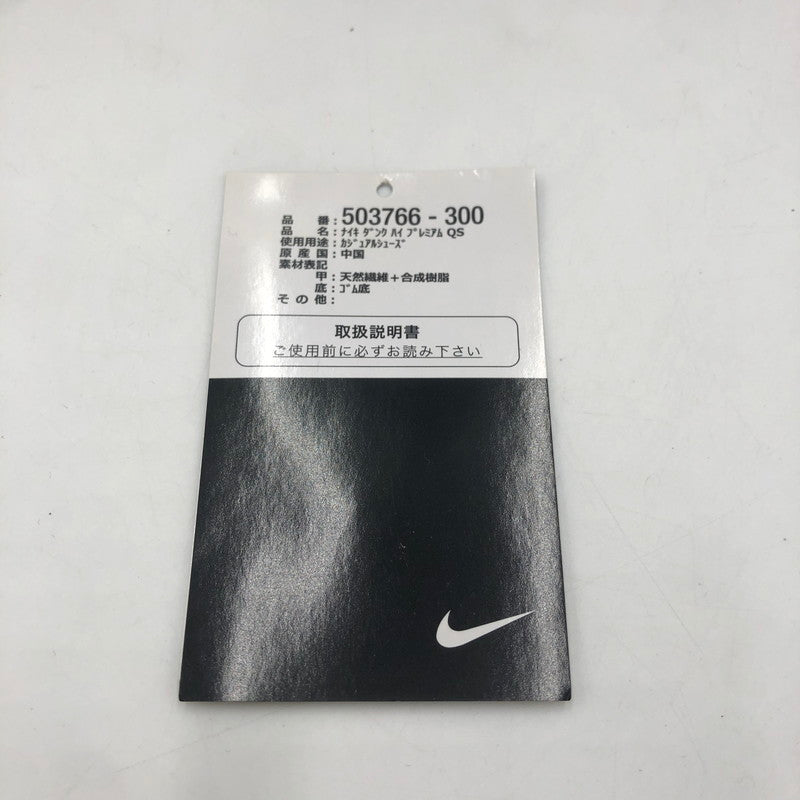 品 番 : 503766 - 300
品 名 : ﾅｲｷ ﾀﾞﾝｸ ﾊｲ ﾌﾟﾚﾐｱﾑ QS
使用用途 : ｶｼﾞｭｱﾙｼｭｰｽﾞ
原 産 国 : 中国
素材表記
甲 : 天然繊維＋合成樹脂
底 : ｺﾞﾑ底
そ の 他 :
取扱説明書
ご使用前に必ずお読み下さい